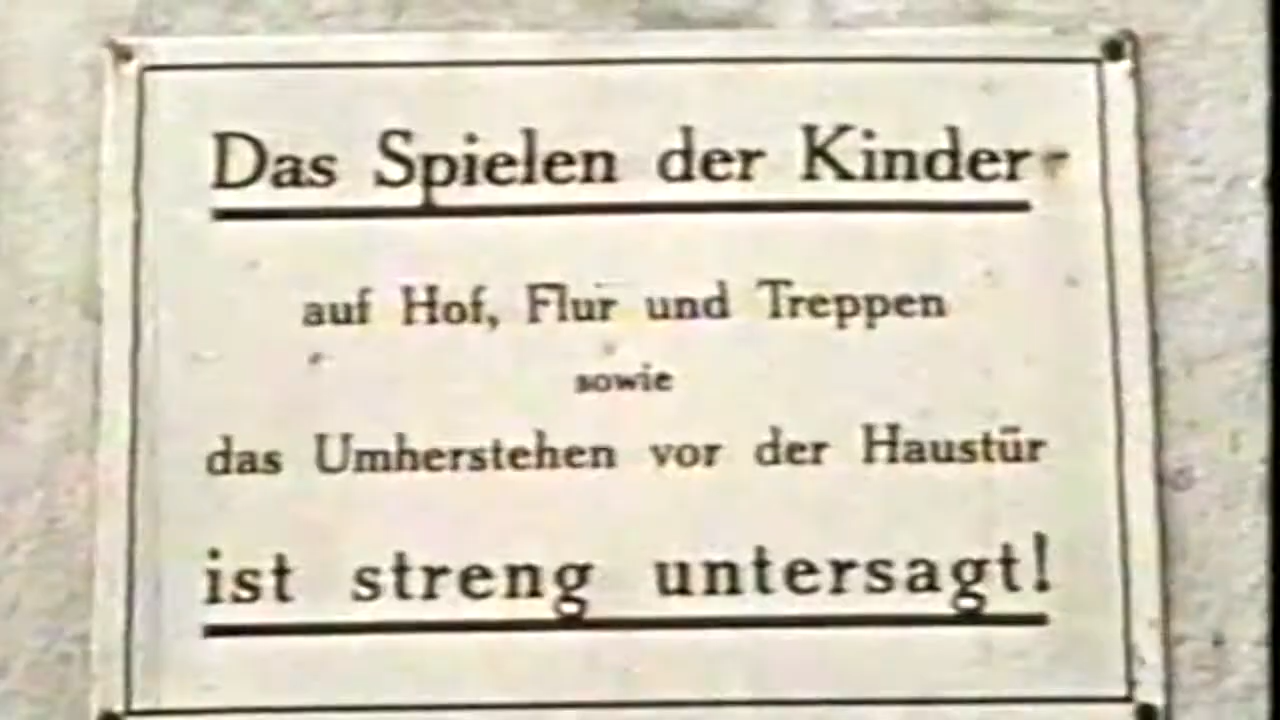 Das Spielen der Kinder
auf Hof, Flur und Treppen
sowie
das Umherstehen vor der Haustür
ist streng untersagt!